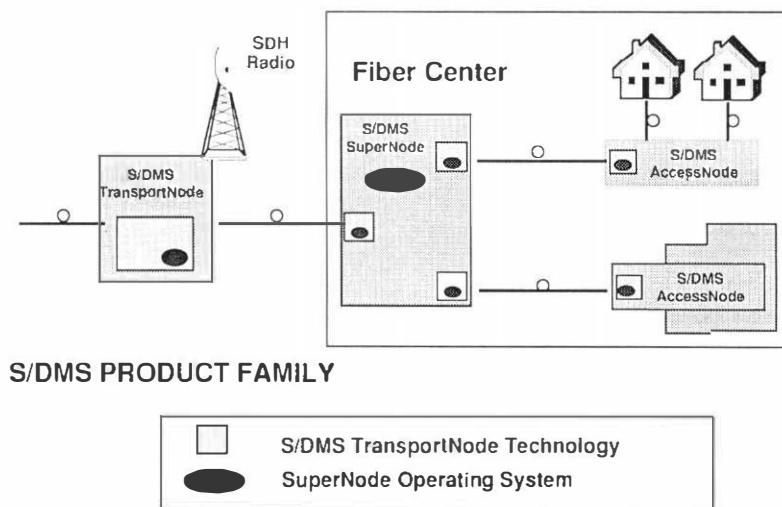 SDH
Radio
Fiber Center
S/DMS
SuperNode
S/DMS
TransportNode
S/DMS
AccessNode
S/DMS
AccessNode
S/DMS PRODUCT FAMILY
S/DMS TransportNode Technology
SuperNode Operating System